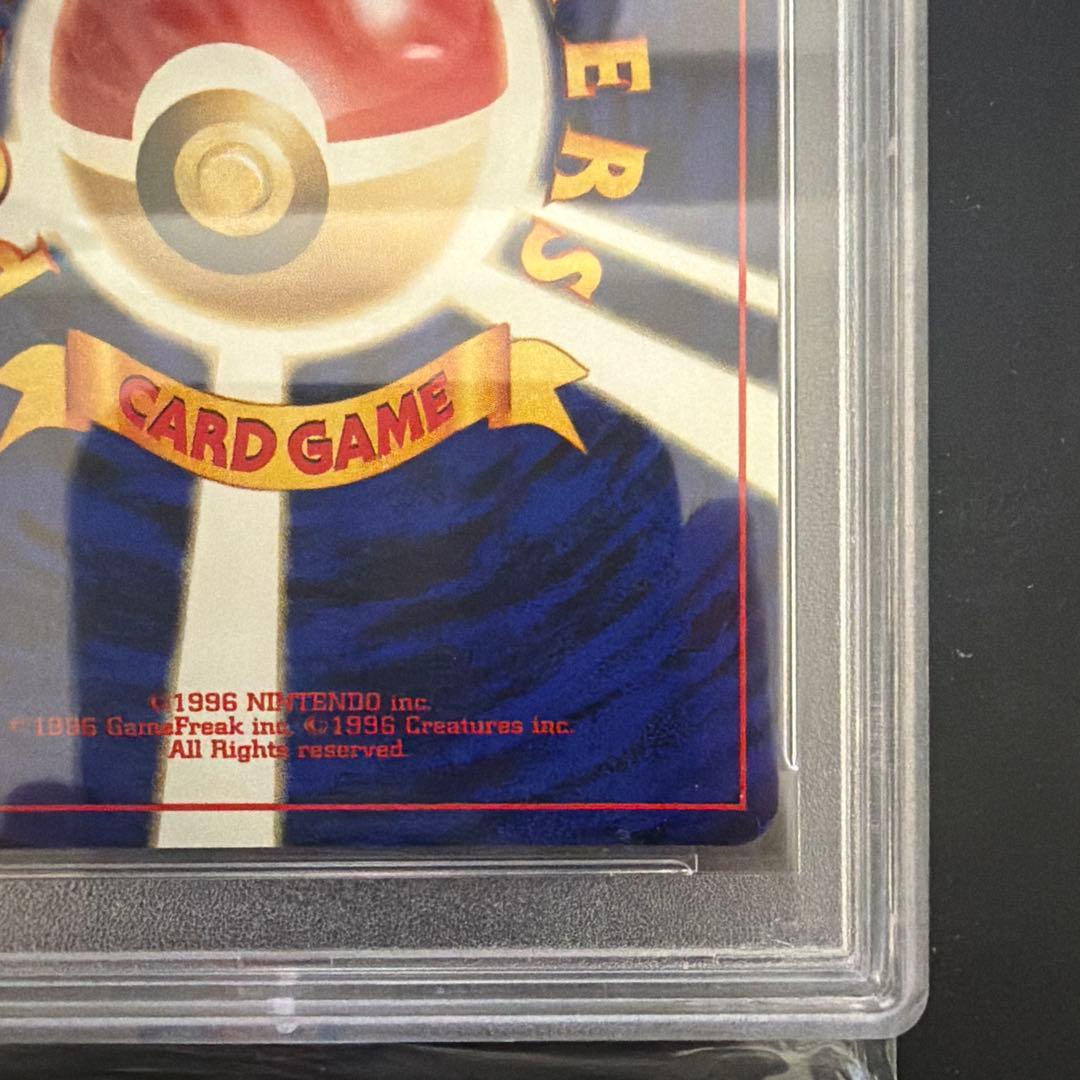 ERS
CARD GAME
©1996 NINTENDO inc.
©1996 GameFreak inc. ©1996 Creatures inc.
All Rights reserved.